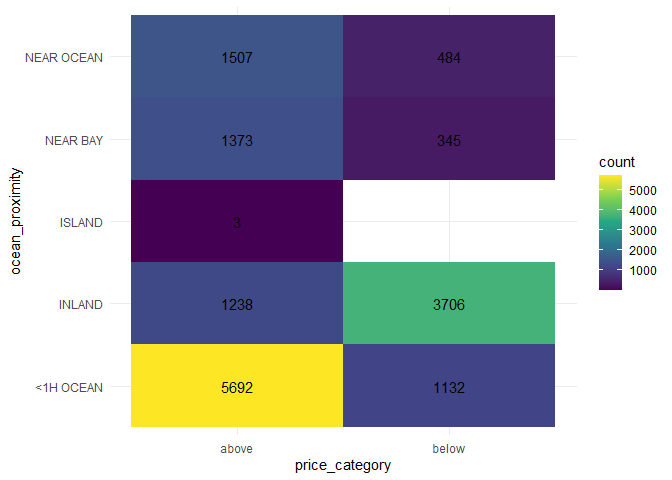 NEAR OCEAN 1507 484
NEAR BAY 1373 345
ISLAND 3
INLAND 1238 3706
<1H OCEAN 5692 1132
above below
price_category
ocean_proximity
count
5000
4000
3000
2000
1000